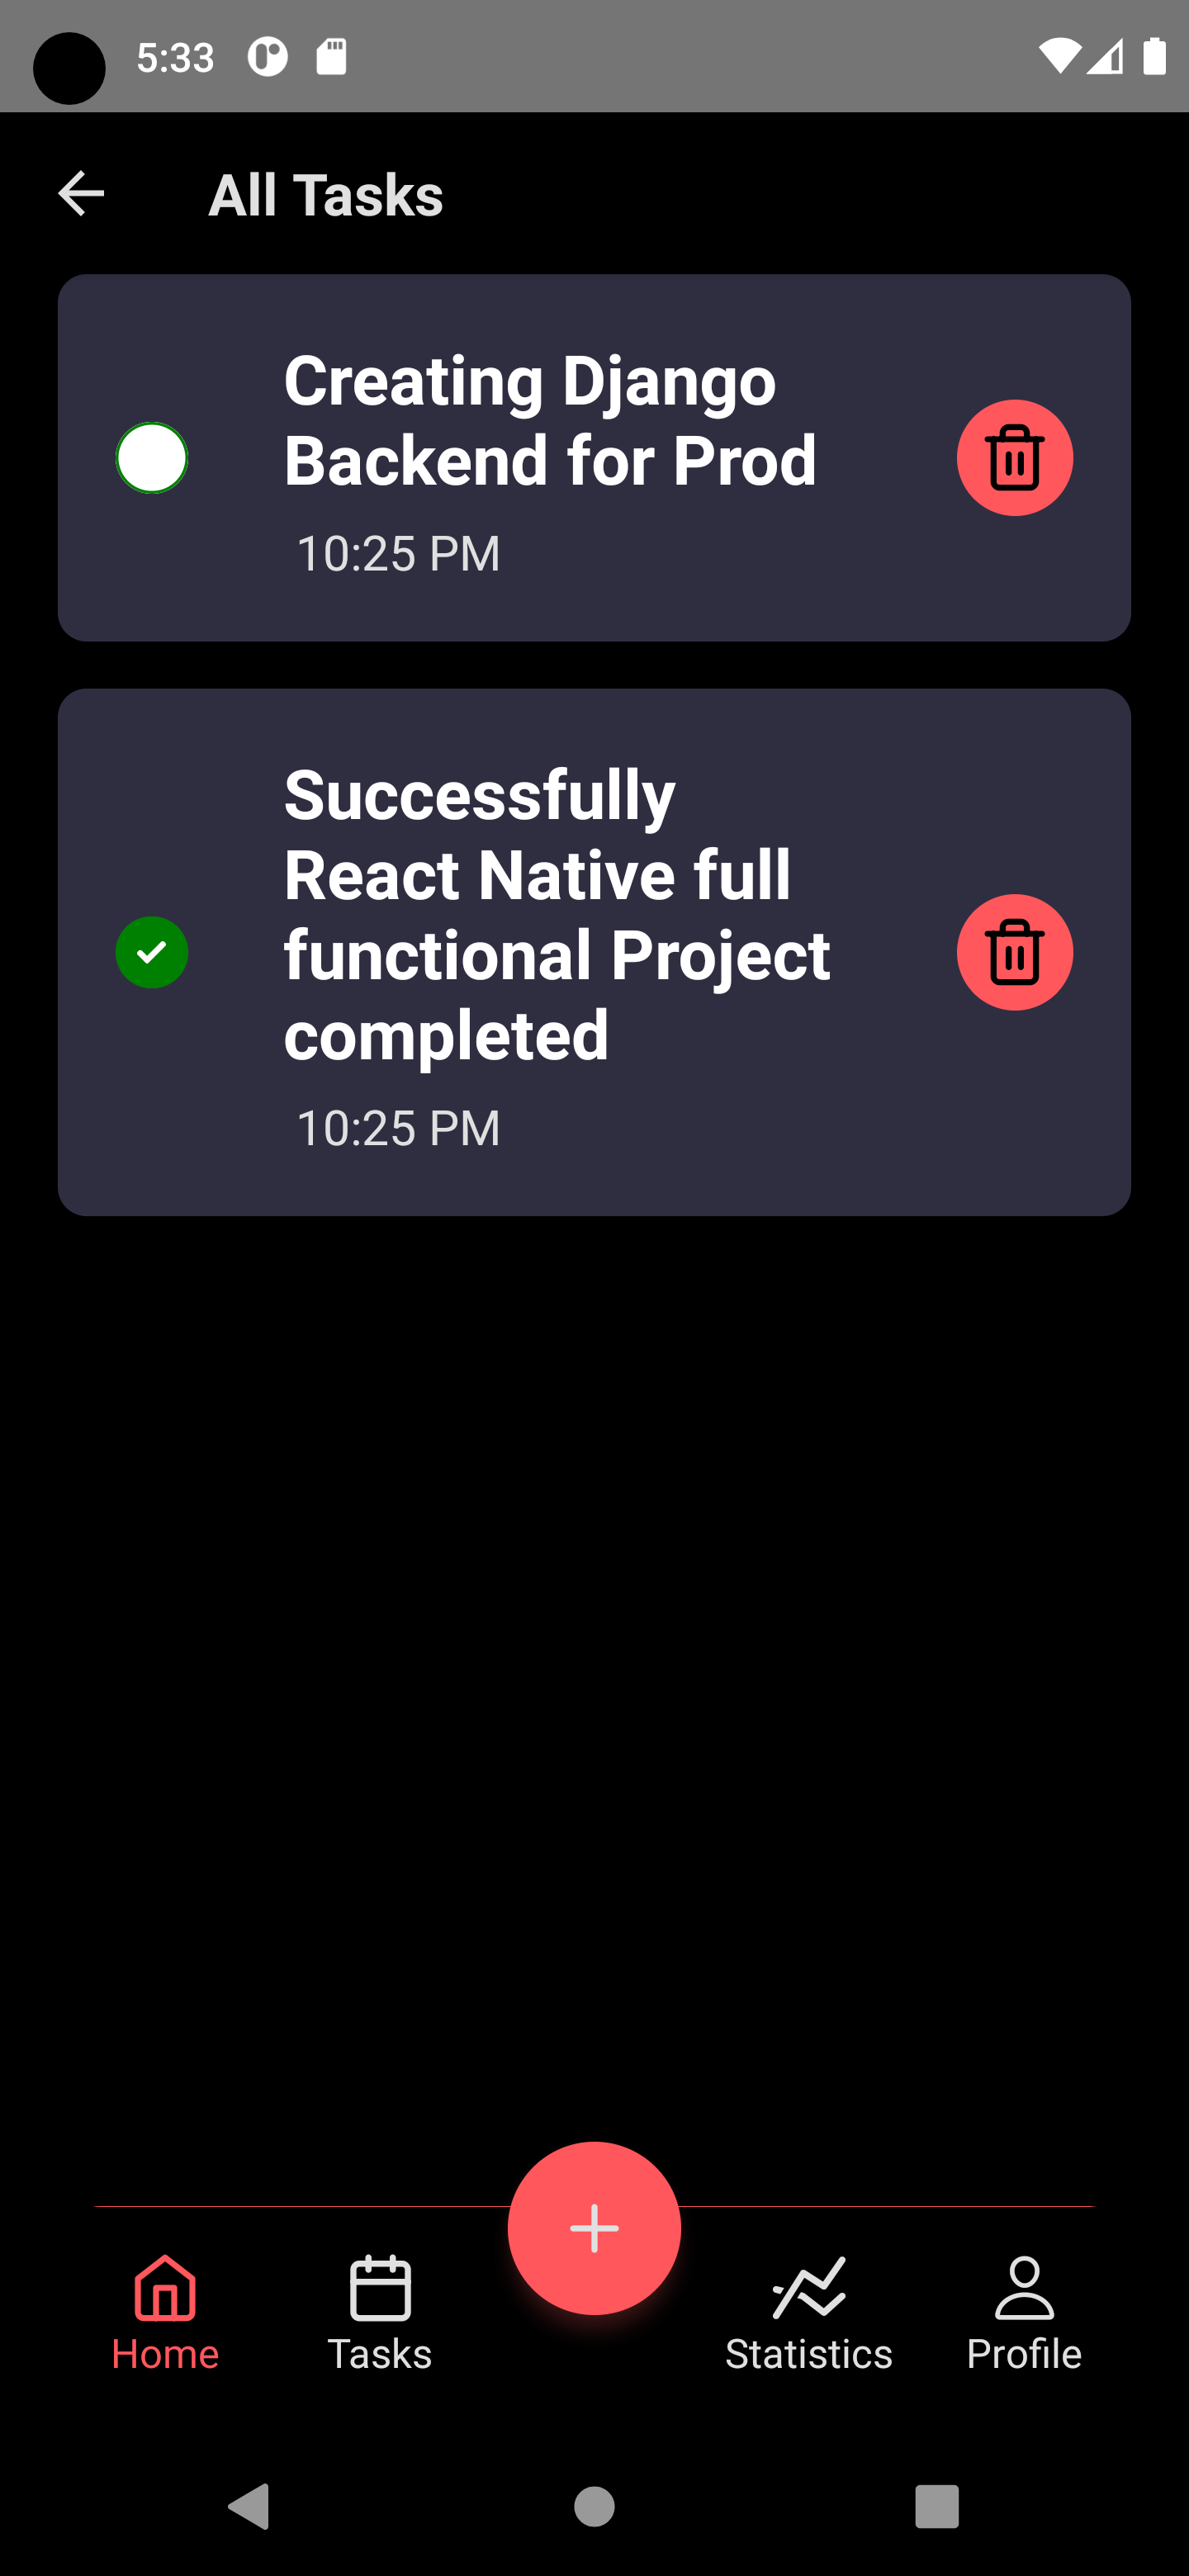 5:33
All Tasks
Creating Django
Backend for Prod
10:25 PM
Successfully
React Native full
functional Project
completed
10:25 PM
Home
Tasks
Statistics
Profile